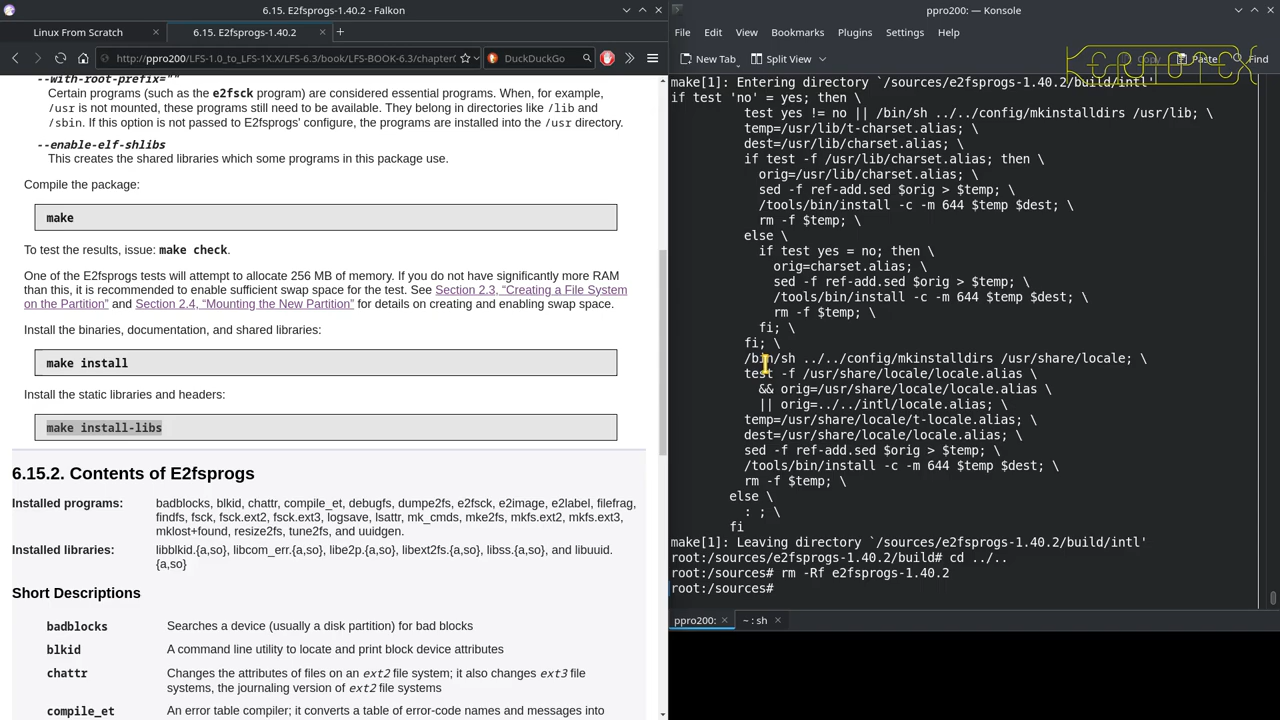 6.15. E2fsprogs-1.40.2 - Falkon
Linux From Scratch
6.15. E2fsprogs-1.40.2
http://ppro200/LFS-1.0_to_LFS-1X.X/LFS-6.3/book/LFS-BOOK-6.3/chapter(
DuckDuckGo
--with-root-prefix=""
Certain programs (such as the e2fsck program) are considered essential programs. When, for example,
/usr is not mounted, these programs still need to be available. They belong in directories like /lib and
/sbin. If this option is not passed to E2fsprogs' configure, the programs are installed into the /usr directory.
--enable-elf-shlibs
This creates the shared libraries which some programs in this package use.
Compile the package:
make
To test the results, issue: make check.
One of the E2fsprogs tests will attempt to allocate 256 MB of memory. If you do not have significantly more RAM
than this, it is recommended to enable sufficient swap space for the test. See Section 2.3, “Creating a File System
on the Partition” and Section 2.4, “Mounting the New Partition” for details on creating and enabling swap space.
Install the binaries, documentation, and shared libraries:
make install
Install the static libraries and headers:
make install-libs
6.15.2. Contents of E2fsprogs
Installed programs: badblocks, blkid, chattr, compile_et, debugfs, dumpe2fs, e2fsck, e2image, e2label, filefrag,
findfs, fsck, fsck.ext2, fsck.ext3, logsave, lsattr, mk_cmds, mke2fs, mkfs.ext2, mkfs.ext3,
mklost+found, resize2fs, tune2fs, and uuidgen.
Installed libraries: libblkid.{a,so}, libcom_err.{a,so}, libe2p.{a,so}, libext2fs.{a,so}, libss.{a,so}, and libuuid.
{a,so}
Short Descriptions
badblocks Searches a device (usually a disk partition) for bad blocks
blkid A command line utility to locate and print block device attributes
chattr Changes the attributes of files on an ext2 file system; it also changes ext3 file
systems, the journaling version of ext2 file systems
compile_et An error table compiler; it converts a table of error-code names and messages into
ppro200: — Konsole
File Edit View Bookmarks Plugins Settings Help
New Tab Split View Copy Paste Find
KEROTEX
make[1]: Entering directory `/sources/e2fsprogs-1.40.2/build/intl'
if test 'no' = yes; then \
test yes != no || /bin/sh ../../config/mkinstalldirs /usr/lib; \
temp=/usr/lib/t-charset.alias; \
dest=/usr/lib/charset.alias; \
if test -f /usr/lib/charset.alias; then \
orig=/usr/lib/charset.alias; \
sed -f ref-add.sed $orig > $temp; \
/tools/bin/install -c -m 644 $temp $dest; \
rm -f $temp; \
else \
if test yes = no; then \
orig=charset.alias; \
sed -f ref-add.sed $orig > $temp; \
/tools/bin/install -c -m 644 $temp $dest; \
rm -f $temp; \
fi; \
fi; \
/bin/sh ../../config/mkinstalldirs /usr/share/locale; \
test -f /usr/share/locale/locale.alias \
&& orig=/usr/share/locale/locale.alias \
|| orig=../../intl/locale.alias; \
temp=/usr/share/locale/t-locale.alias; \
dest=/usr/share/locale/locale.alias; \
sed -f ref-add.sed $orig > $temp; \
/tools/bin/install -c -m 644 $temp $dest; \
rm -f $temp; \
else \
: ; \
fi
make[1]: Leaving directory `/sources/e2fsprogs-1.40.2/build/intl'
root:/sources/e2fsprogs-1.40.2/build# cd ../..
root:/sources# rm -Rf e2fsprogs-1.40.2
root:/sources#
ppro200: ~ : sh